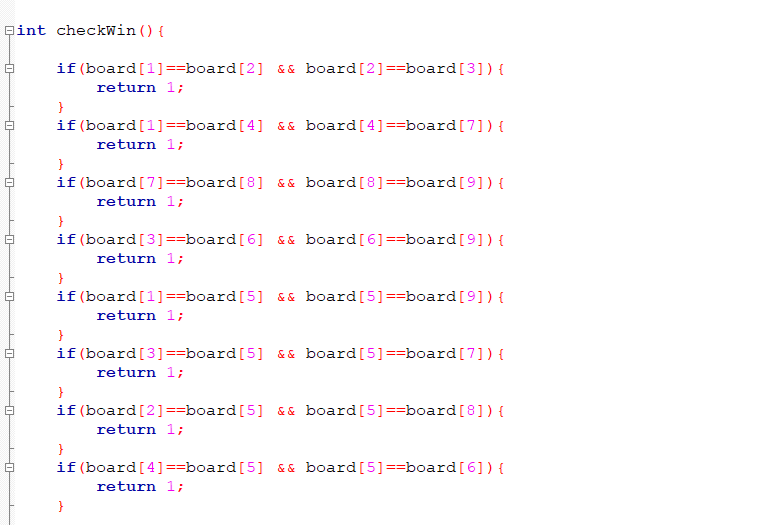 int checkWin(){
if(board[1]==board[2] && board[2]==board[3]){
return 1;
}
if(board[1]==board[4] && board[4]==board[7]){
return 1;
}
if(board[7]==board[8] && board[8]==board[9]){
return 1;
}
if(board[3]==board[6] && board[6]==board[9]){
return 1;
}
if(board[1]==board[5] && board[5]==board[9]){
return 1;
}
if(board[3]==board[5] && board[5]==board[7]){
return 1;
}
if(board[2]==board[5] && board[5]==board[8]){
return 1;
}
if(board[4]==board[5] && board[5]==board[6]){
return 1;
}